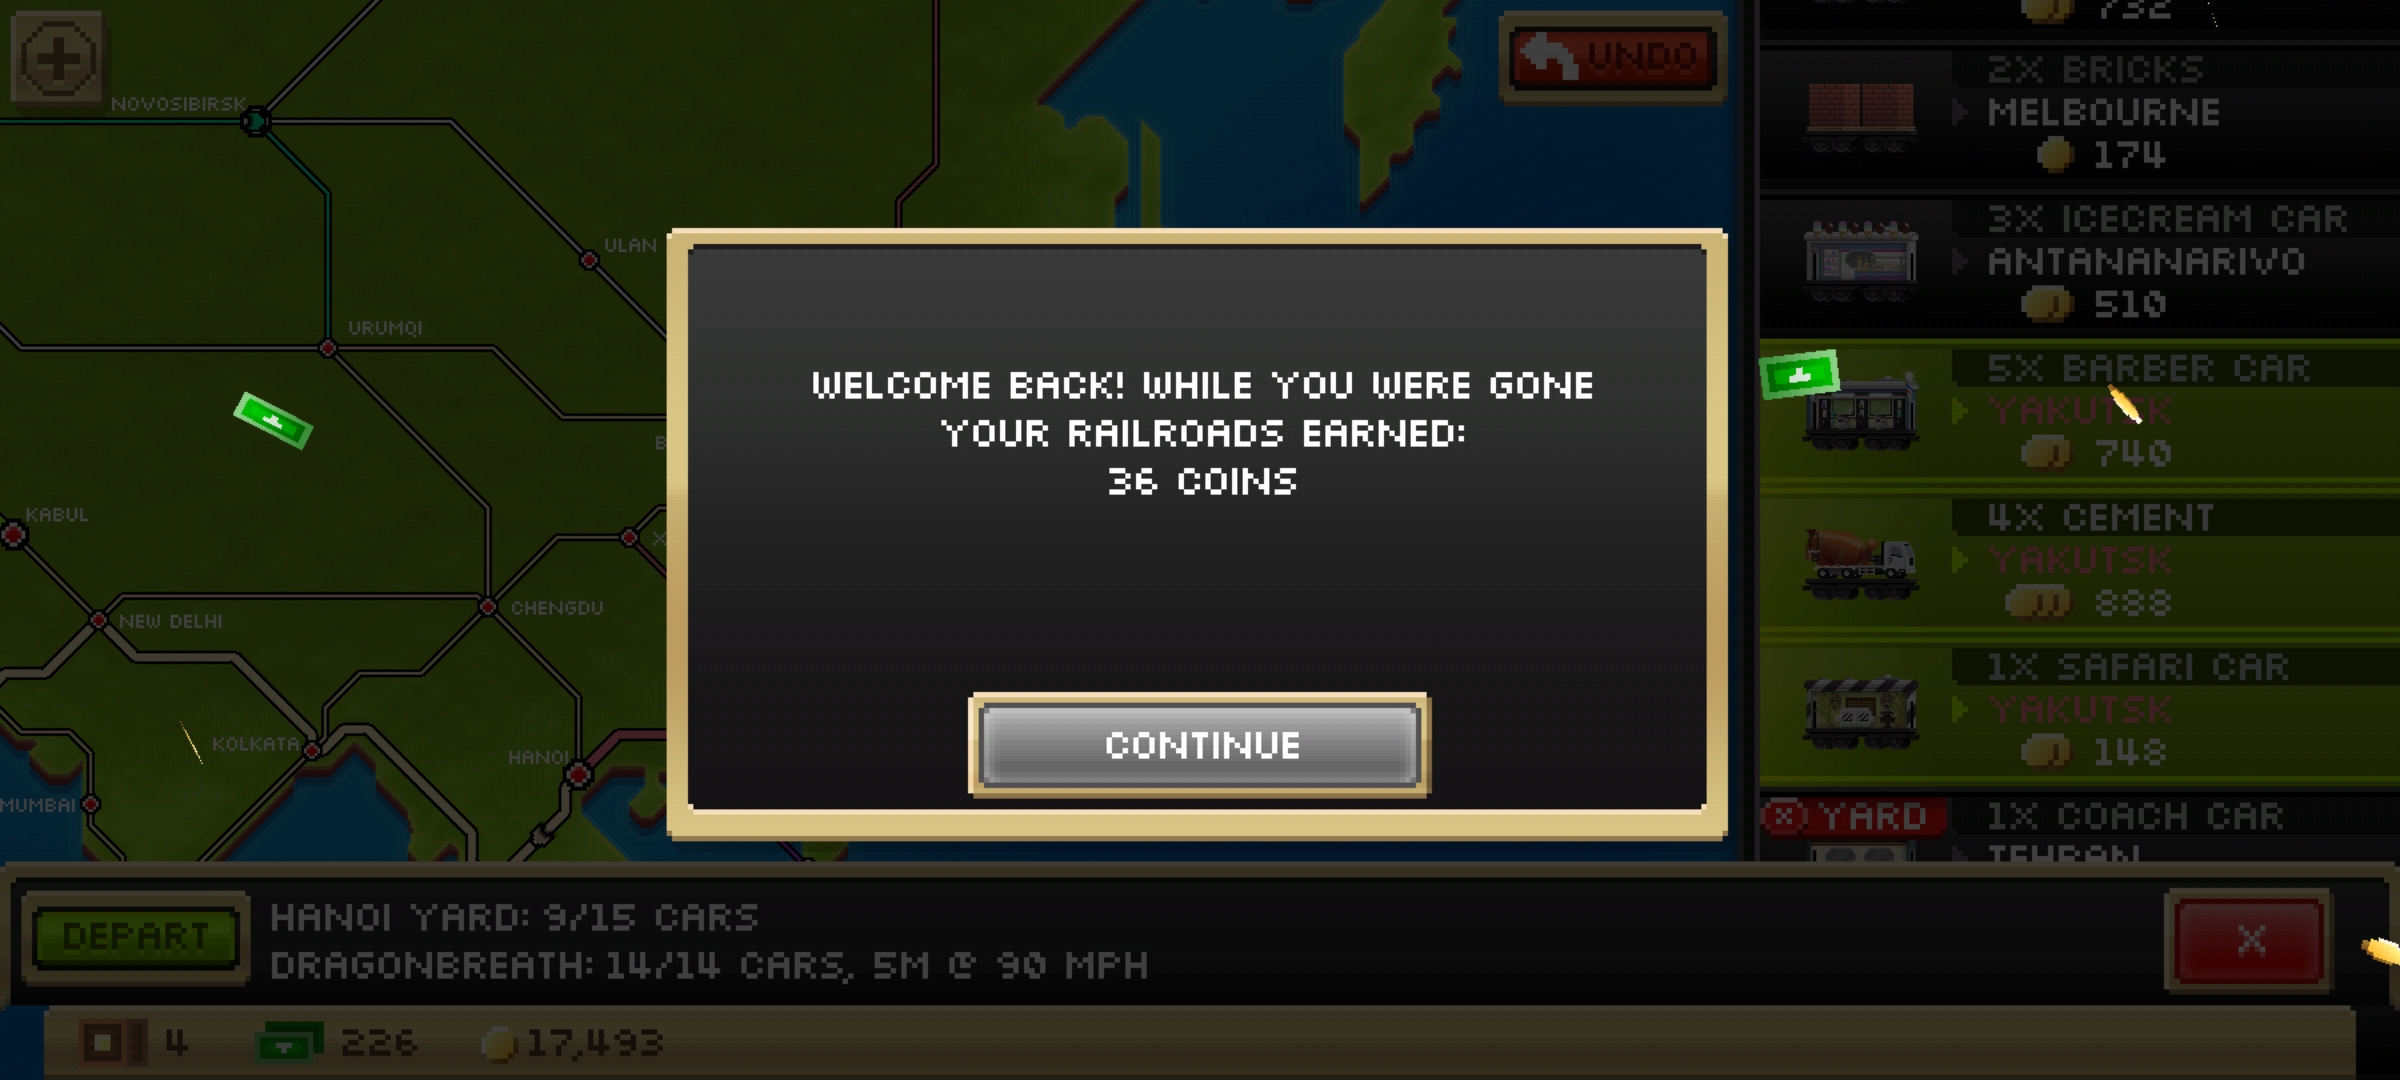 NOVOSIBIRSK
ULAN
URUMQI
KABUL
NEW DELHI
CHENGDU
KOLKATA
HANOI
MUMBAI
UNDO
WELCOME BACK! WHILE YOU WERE GONE
YOUR RAILROADS EARNED:
36 COINS
CONTINUE
732
2X BRICKS
MELBOURNE
174
3X ICECREAM CAR
ANTANANARIVO
510
5X BARBER CAR
YAKUTSK
740
4X CEMENT
YAKUTSK
888
1X SAFARI CAR
YAKUTSK
148
YARD
1X COACH CAR
TEHRAN
DEPART
HANOI YARD: 9/15 CARS
DRAGONBREATH: 14/14 CARS, 5M @ 90 MPH
X
4
226
17,493